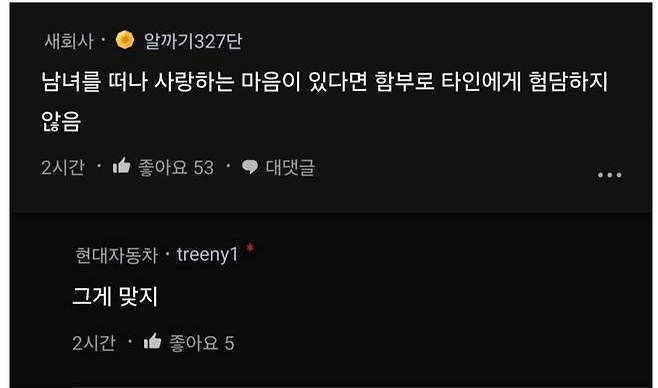 새회사 · 알까기327단
남녀를 떠나 사랑하는 마음이 있다면 함부로 타인에게 험담하지
않음
2시간 · 좋아요 53 · 대댓글
현대자동차 · treeny1 *
그게 맞지
2시간 · 좋아요 5